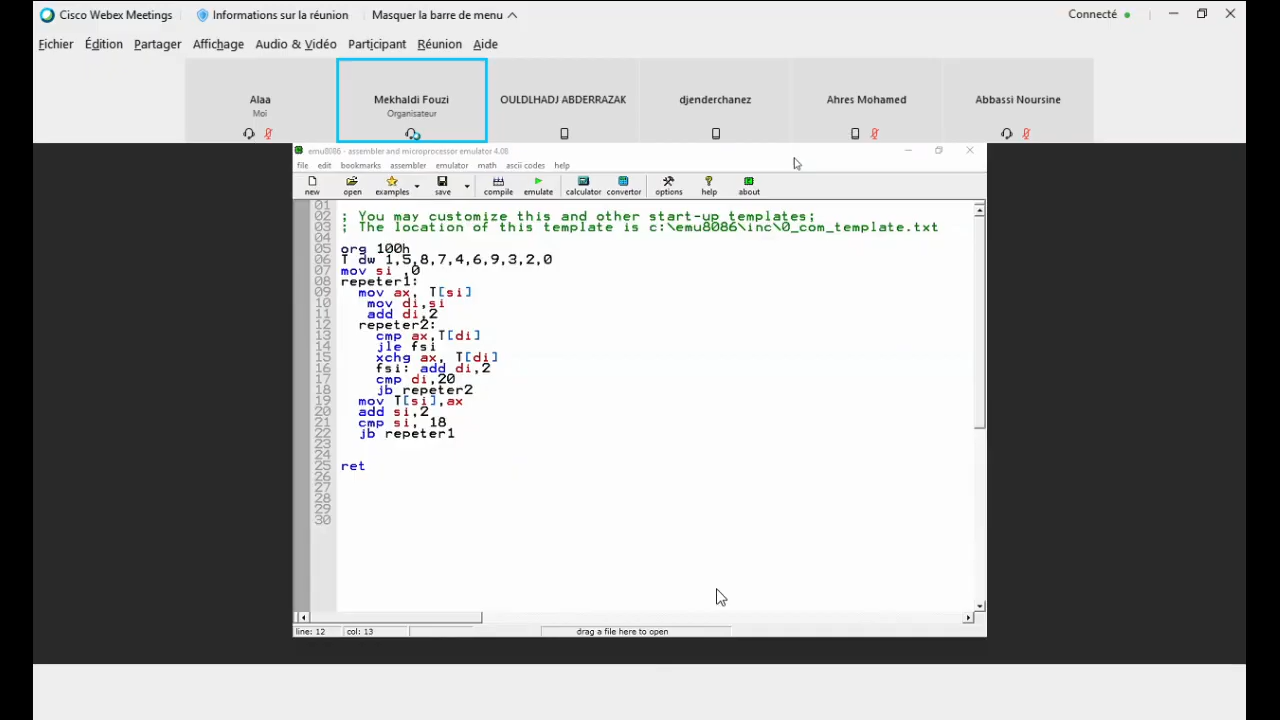 Cisco Webex Meetings Informations sur la réunion Masquer la barre de menu Connecté
Fichier Édition Partager Affichage Audio & Vidéo Participant Réunion Aide
Alaa
Moi
Mekhaldi Fouzi
Organisateur
OULDLHADJ ABDERRAZAK
djenderchanez
Ahres Mohamed
Abbassi Noursine
emu8086 - assembler and microprocessor emulator 4.08
file edit bookmarks assembler emulator math ascii codes help
new open examples save compile emulate calculator convertor options help about
01
02 ; You may customize this and other start-up templates;
03 ; The location of this template is c:\emu8086\inc\0_com_template.txt
04
05 org 100h
06 T dw 1,5,8,7,4,6,9,3,2,0
07 mov si ,0
08 repeter1:
09 mov ax, T[si]
10 mov di,si
11 add di,2
12 repeter2:
13 cmp ax,T[di]
14 jle fsi
15 xchg ax, T[di]
16 fsi: add di,2
17 cmp di,20
18 jb repeter2
19 mov T[si],ax
20 add si,2
21 cmp si, 18
22 jb repeter1
23
24
25 ret
26
27
28
29
30
line: 12 col: 13 drag a file here to open